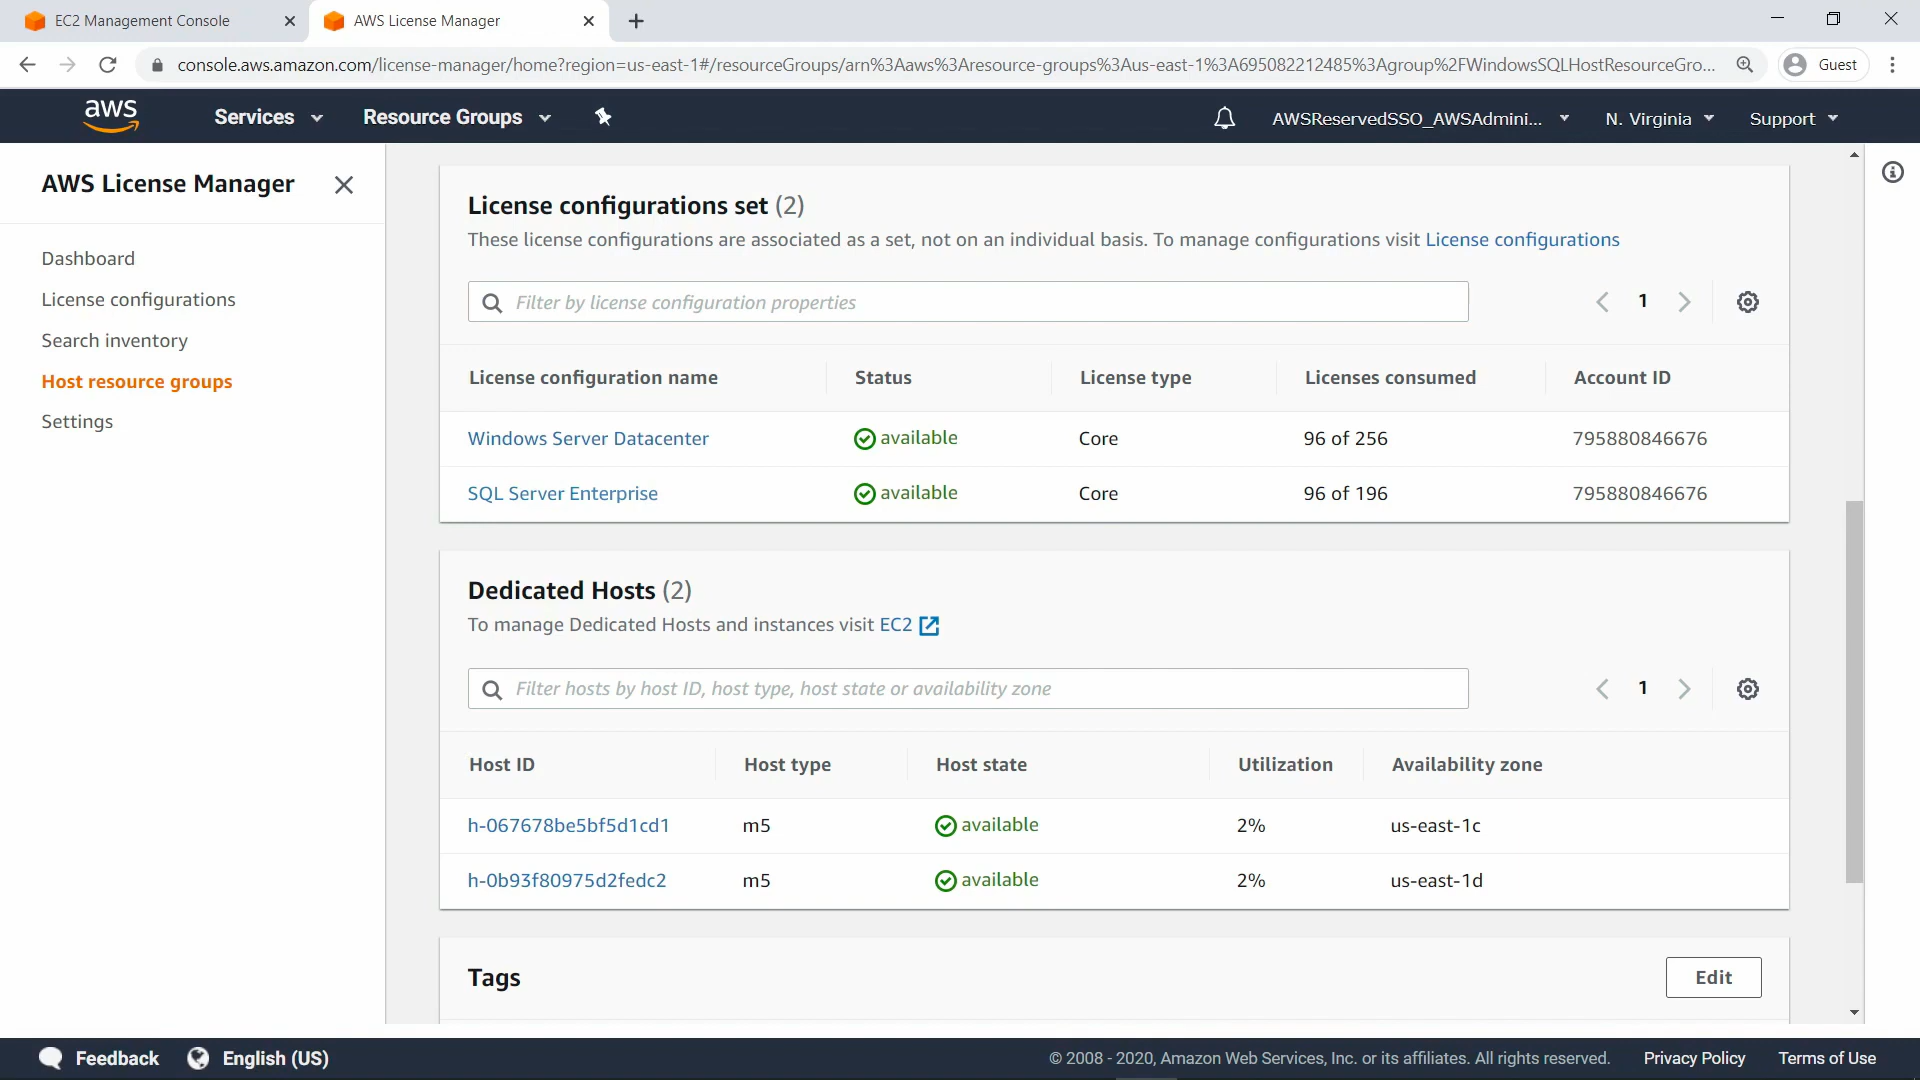 EC2 Management Console
AWS License Manager
console.aws.amazon.com/license-manager/home?region=us-east-1#/resourceGroups/arn%3Aaws%3Aresource-groups%3Aus-east-1%3A695082212485%3Agroup%2FWindowsSQLHostResourceGro...
Guest
aws
Services
Resource Groups
AWSReservedSSO_AWSAdmini...
N. Virginia
Support
AWS License Manager
Dashboard
License configurations
Search inventory
Host resource groups
Settings
License configurations set (2)
These license configurations are associated as a set, not on an individual basis. To manage configurations visit License configurations
Filter by license configuration properties
1
License configuration name Status License type Licenses consumed Account ID
Windows Server Datacenter available Core 96 of 256 795880846676
SQL Server Enterprise available Core 96 of 196 795880846676
Dedicated Hosts (2)
To manage Dedicated Hosts and instances visit EC2
Filter hosts by host ID, host type, host state or availability zone
1
Host ID Host type Host state Utilization Availability zone
h-067678be5bf5d1cd1 m5 available 2% us-east-1c
h-0b93f80975d2fedc2 m5 available 2% us-east-1d
Tags
Edit
Feedback
English (US)
© 2008 - 2020, Amazon Web Services, Inc. or its affiliates. All rights reserved.
Privacy Policy
Terms of Use